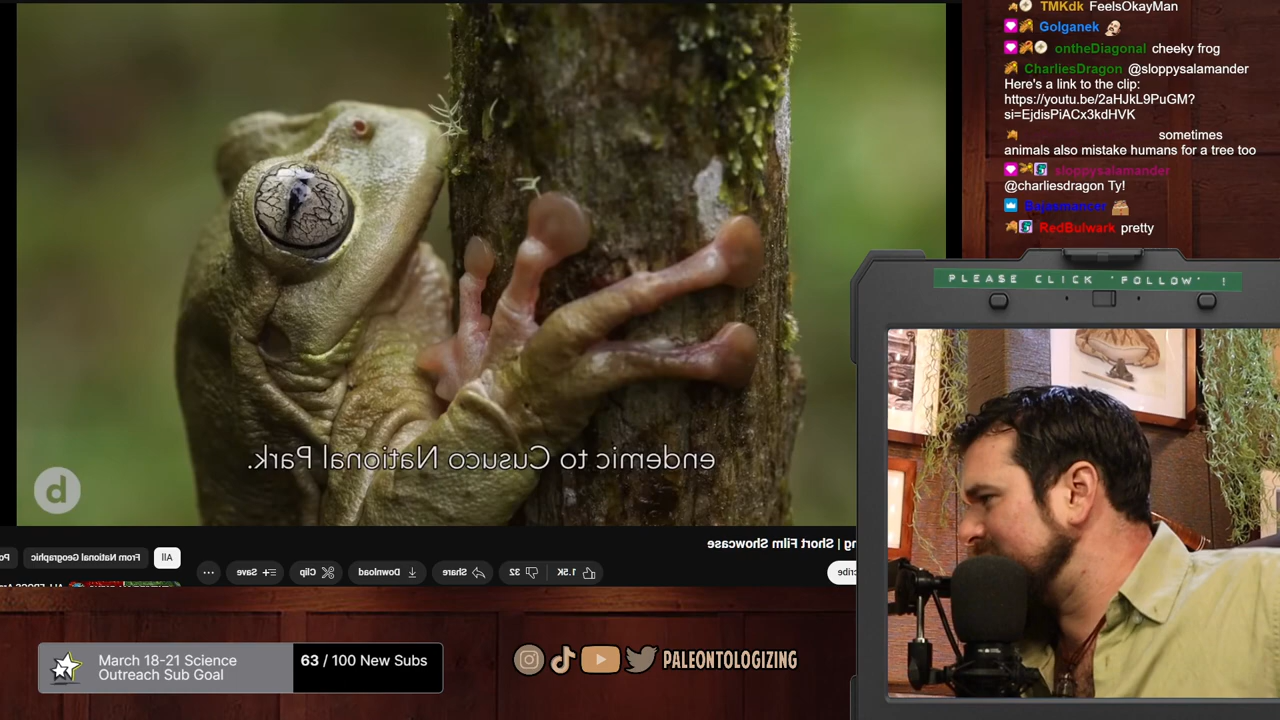 TMKdk FeelsOkayMan
Golganek
ontheDiagonal cheeky frog
CharliesDragon @sloppysalamander
Here's a link to the clip:
https://youtu.be/2aHJkL9PuGM?
si=EjdisPiACx3kdHVK
sometimes
animals also mistake humans for a tree too
sloppysalamander
@charliesdragon Ty!
RedBulwark pretty
PLEASE CLICK "FOLLOW" !
endemic to Cusuco National Park.
ng | Short Film Showcase
All
From National Geographic
Save
Clip
Download
Share
32
1.5K
March 18-21 Science
Outreach Sub Goal
63 / 100 New Subs
PALEONTOLOGIZING